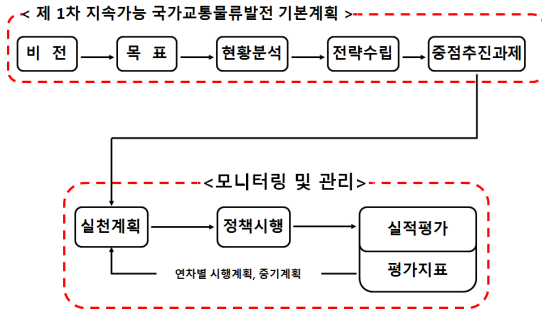 < 제 1차 지속가능 국가교통물류발전 기본계획 >
비 전
목 표
현황분석
전략수립
중점추진과제
<모니터링 및 관리>
실천계획
정책시행
실적평가
평가지표
연차별 시행계획, 중기계획